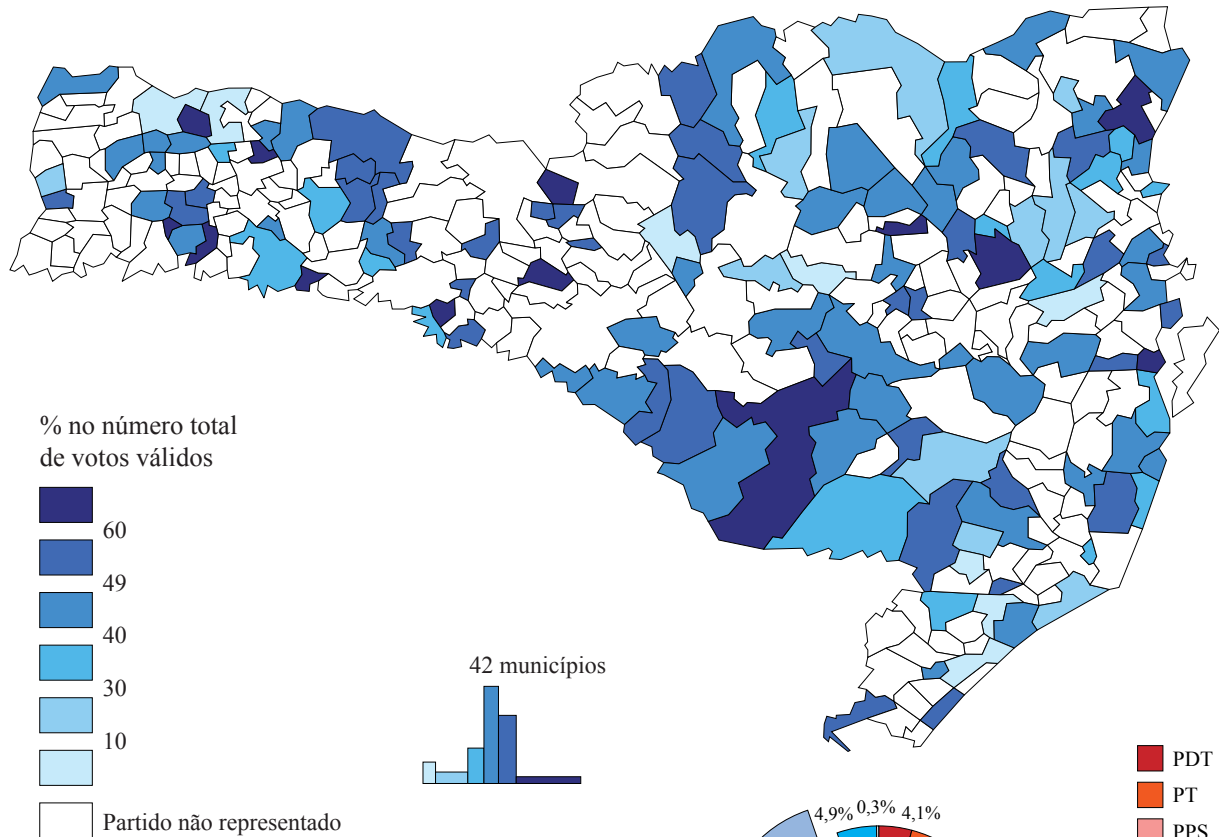 % no número total
de votos válidos
60
49
40
30
10
Partido não representado
42 municípios
4,9%
0,3%
4,1%
PDT
PT
PPS